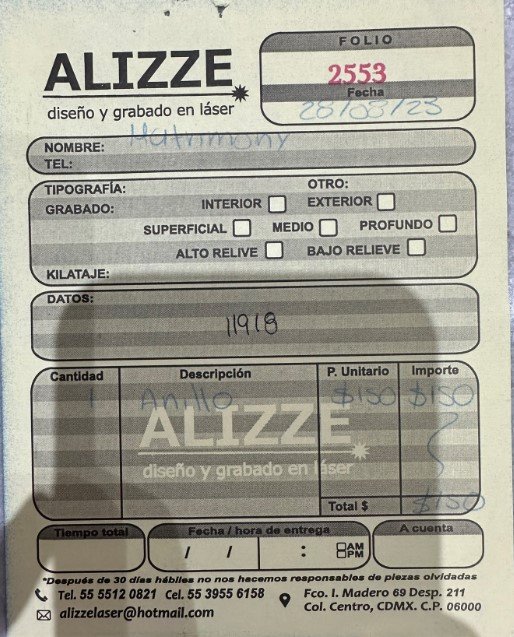 ALIZZE
diseño y grabado en láser
FOLIO
2553
Fecha
28/08/23
NOMBRE: Matrimony
TEL:
TIPOGRAFÍA: OTRO:
GRABADO: INTERIOR EXTERIOR
SUPERFICIAL MEDIO PROFUNDO
ALTO RELIVE BAJO RELIEVE
KILATAJE:
DATOS:
11918
Cantidad Descripción P. Unitario Importe
1 Anillo $150 $150
ALIZZE
diseño y grabado en láser
Total $ $150
Tiempo total Fecha / hora de entrega A cuenta
/ / : AM
PM
*Después de 30 días hábiles no nos hacemos responsables de piezas olvidadas
Tel. 55 5512 0821 Cel. 55 3955 6158 Fco. I. Madero 69 Desp. 211
alizzelaser@hotmail.com Col. Centro, CDMX. C.P. 06000